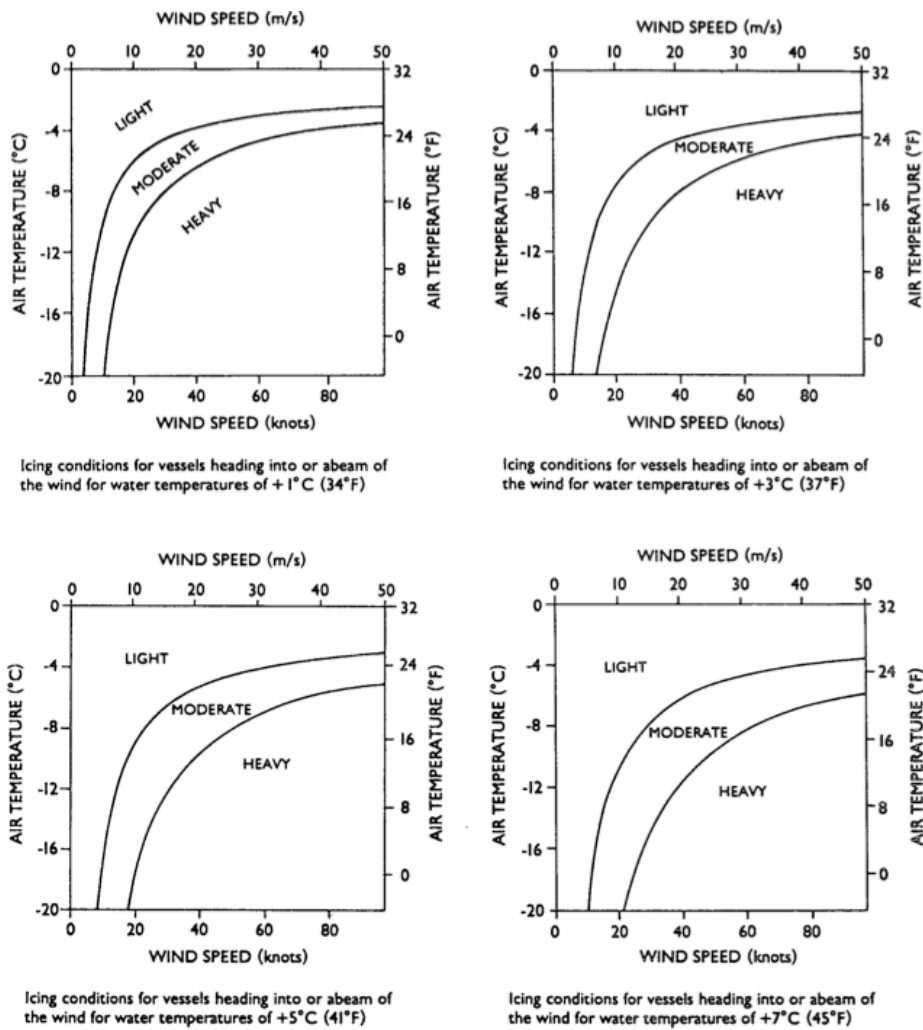 WIND SPEED (m/s)
0 10 20 30 40 50
0 32
-4 24
-8 16
-12 8
-16 0
-20
AIR TEMPERATURE (°C)
AIR TEMPERATURE (°F)
LIGHT
MODERATE
HEAVY
0 20 40 60 80
WIND SPEED (knots)
Icing conditions for vessels heading into or abeam of
the wind for water temperatures of +1°C (34°F)
WIND SPEED (m/s)
0 10 20 30 40 50
0 32
-4 24
-8 16
-12 8
-16 0
-20
AIR TEMPERATURE (°C)
AIR TEMPERATURE (°F)
LIGHT
MODERATE
HEAVY
0 20 40 60 80
WIND SPEED (knots)
Icing conditions for vessels heading into or abeam of
the wind for water temperatures of +3°C (37°F)
WIND SPEED (m/s)
0 10 20 30 40 50
0 32
-4 24
-8 16
-12 8
-16 0
-20
AIR TEMPERATURE (°C)
AIR TEMPERATURE (°F)
LIGHT
MODERATE
HEAVY
0 20 40 60 80
WIND SPEED (knots)
Icing conditions for vessels heading into or abeam of
the wind for water temperatures of +5°C (41°F)
WIND SPEED (m/s)
0 10 20 30 40 50
0 32
-4 24
-8 16
-12 8
-16 0
-20
AIR TEMPERATURE (°C)
AIR TEMPERATURE (°F)
LIGHT
MODERATE
HEAVY
0 20 40 60 80
WIND SPEED (knots)
Icing conditions for vessels heading into or abeam of
the wind for water temperatures of +7°C (45°F)